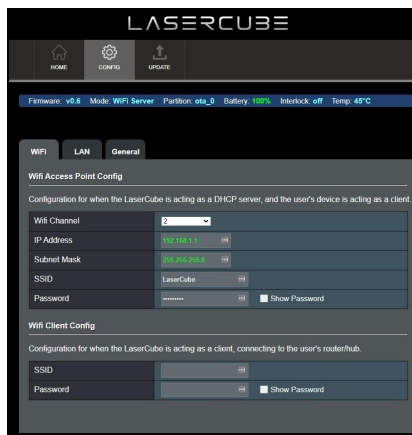 LASERCUBE
HOME CONFIG UPDATE
Firmware: v0.6 Mode: WiFi Server Partition: ota_0 Battery: 100% Interlock: off Temp: 45°C
WiFi LAN General
Wifi Access Point Config
Configuration for when the LaserCube is acting as a DHCP server, and the user's device is acting as a client.
Wifi Channel 2
IP Address 192.168.1.1
Subnet Mask 255.255.255.0
SSID LaserCube
Password ········· Show Password
Wifi Client Config
Configuration for when the LaserCube is acting as a client, connecting to the user's router/hub.
SSID
Password Show Password